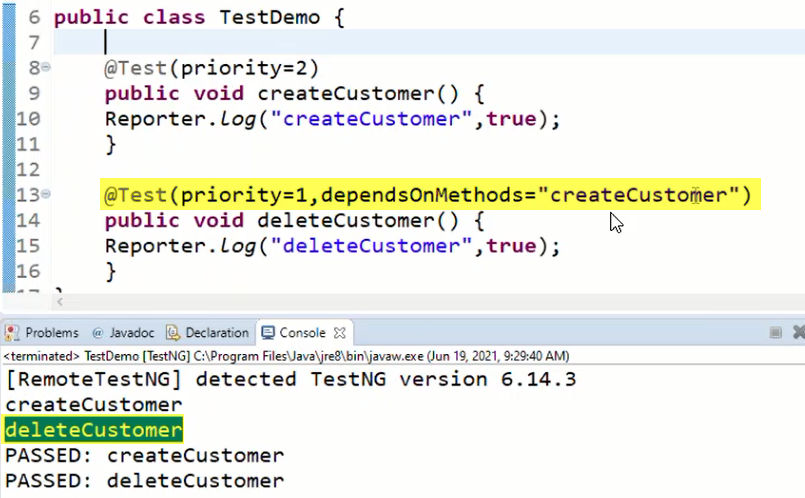 6 public class TestDemo {
7
8 @Test(priority=2)
9 public void createCustomer() {
10 Reporter.log("createCustomer",true);
11 }
12
13 @Test(priority=1,dependsOnMethods="createCustomer")
14 public void deleteCustomer() {
15 Reporter.log("deleteCustomer",true);
16 }
17 }
Problems @ Javadoc Declaration Console
<terminated> TestDemo [TestNG] C:\Program Files\Java\jre8\bin\javaw.exe (Jun 19, 2021, 9:29:40 AM)
[RemoteTestNG] detected TestNG version 6.14.3
createCustomer
deleteCustomer
PASSED: createCustomer
PASSED: deleteCustomer